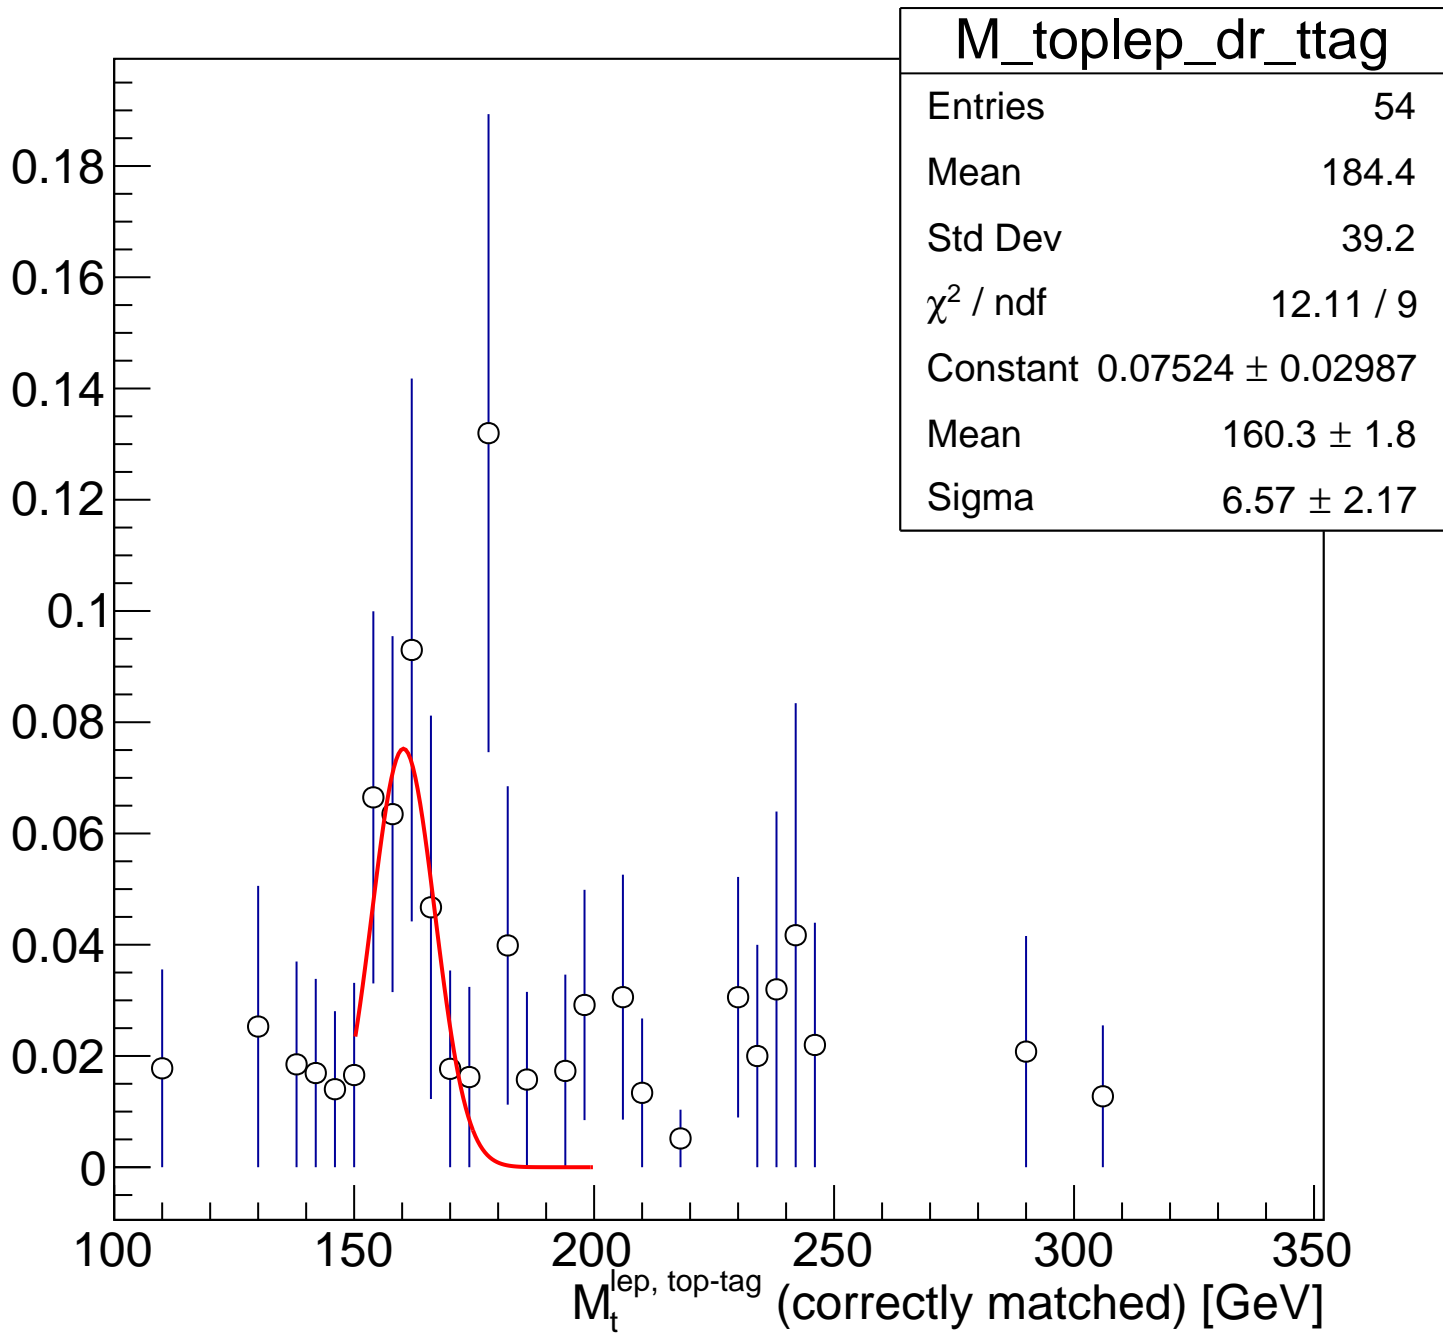 M_toplep_dr_ttag
Entries 54
Mean 184.4
Std Dev 39.2
χ² / ndf 12.11 / 9
Constant 0.07524 ± 0.02987
Mean 160.3 ± 1.8
Sigma 6.57 ± 2.17
0.18
0.16
0.14
0.12
0.1
0.08
0.06
0.04
0.02
0
100 150 200 250 300 350
M_t^lep, top-tag (correctly matched) [GeV]